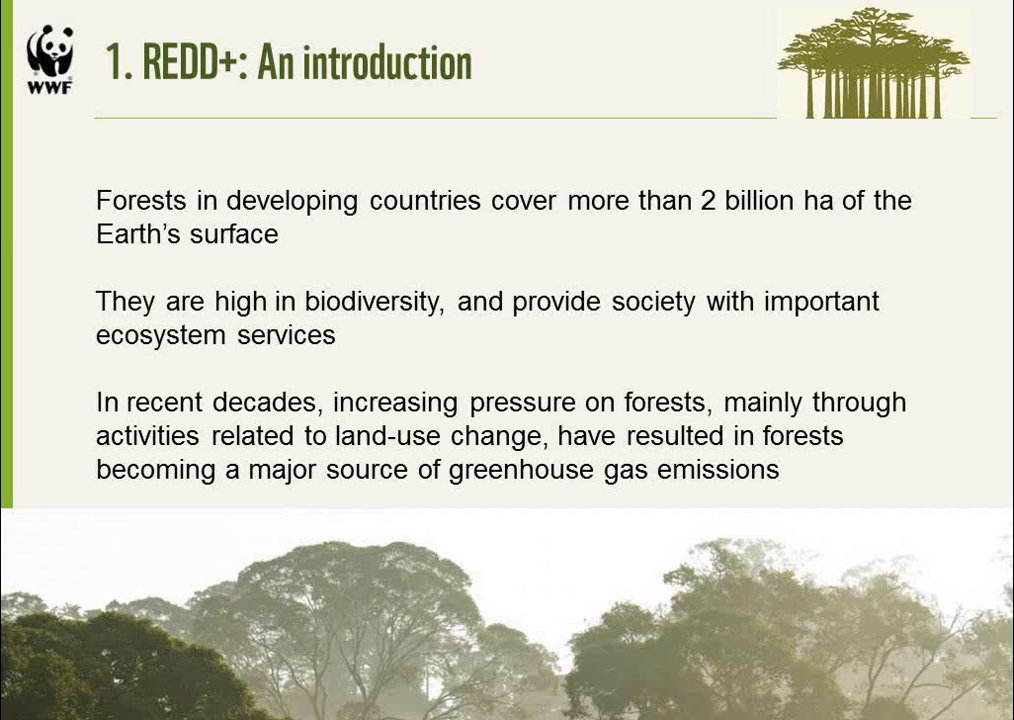 WWF
1. REDD+: An introduction
Forests in developing countries cover more than 2 billion ha of the
Earth’s surface
They are high in biodiversity, and provide society with important
ecosystem services
In recent decades, increasing pressure on forests, mainly through
activities related to land-use change, have resulted in forests
becoming a major source of greenhouse gas emissions